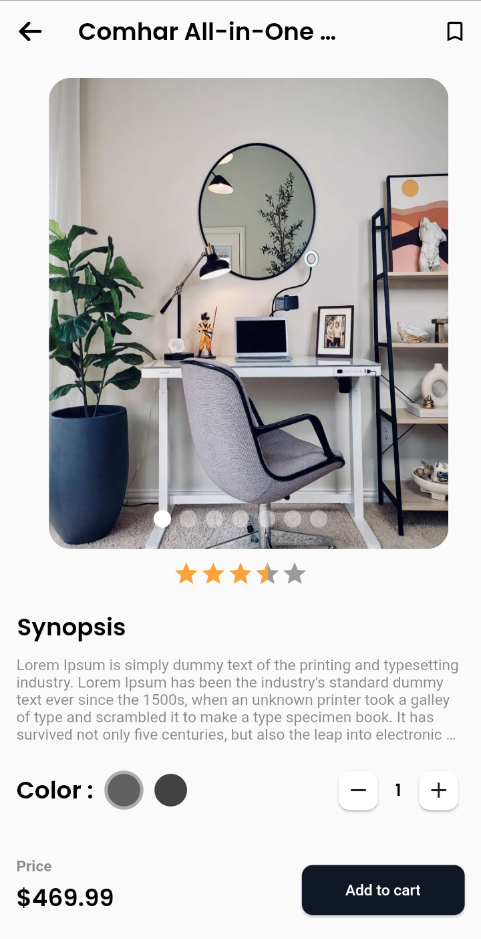 Comhar All-in-One ...
Synopsis
Lorem Ipsum is simply dummy text of the printing and typesetting
industry. Lorem Ipsum has been the industry's standard dummy
text ever since the 1500s, when an unknown printer took a galley
of type and scrambled it to make a type specimen book. It has
survived not only five centuries, but also the leap into electronic ...
Color :
1
Price
$469.99
Add to cart